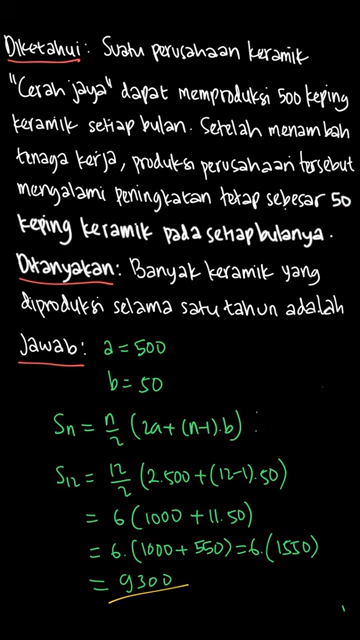 Diketahui : Suatu perusahaan keramik
"Cerah jaya" dapat memproduksi 500 keping
keramik setiap bulan. Setelah menambah
tenaga kerja, produksi perusahaan tersebut
mengalami peningkatan tetap sebesar 50
keping keramik pada setiap bulanya.
Ditanyakan : Banyak keramik yang
diproduksi selama satu tahun adalah
Jawab : a = 500
b = 50
Sn = n/2 (2a + (n-1).b) :
S12 = 12/2 (2.500 + (12-1).50)
= 6 (1000 + 11.50)
= 6.(1000 + 550) = 6.(1550)
= 9300